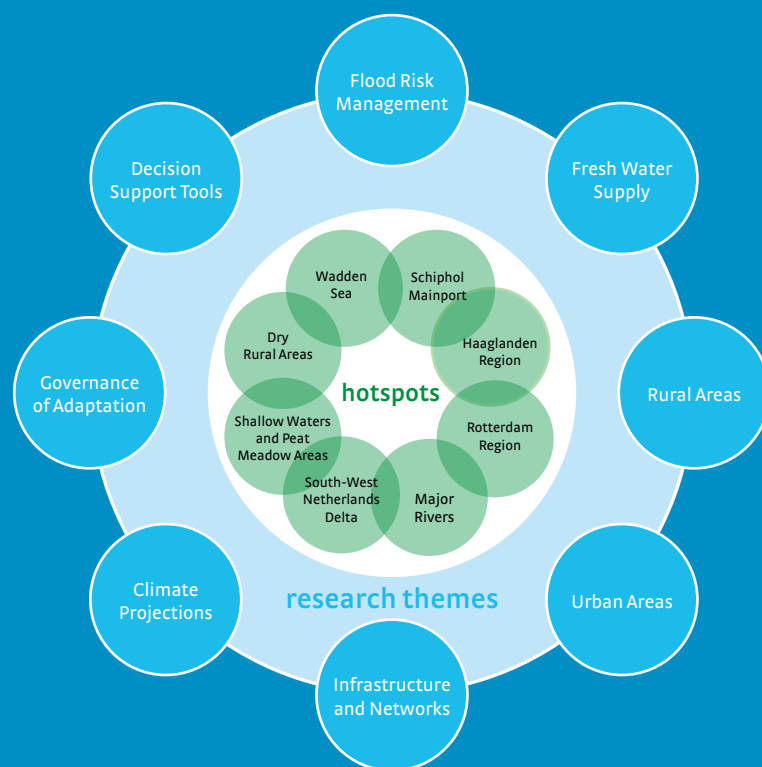 Flood Risk
Management
Decision
Support Tools
Fresh Water
Supply
Wadden
Sea
Schiphol
Mainport
Dry
Rural Areas
Haaglanden
Region
Governance
of Adaptation
hotspots
Rural Areas
Shallow Waters
and Peat
Meadow Areas
Rotterdam
Region
South-West
Netherlands
Delta
Major
Rivers
Climate
Projections
research themes
Urban Areas
Infrastructure
and Networks